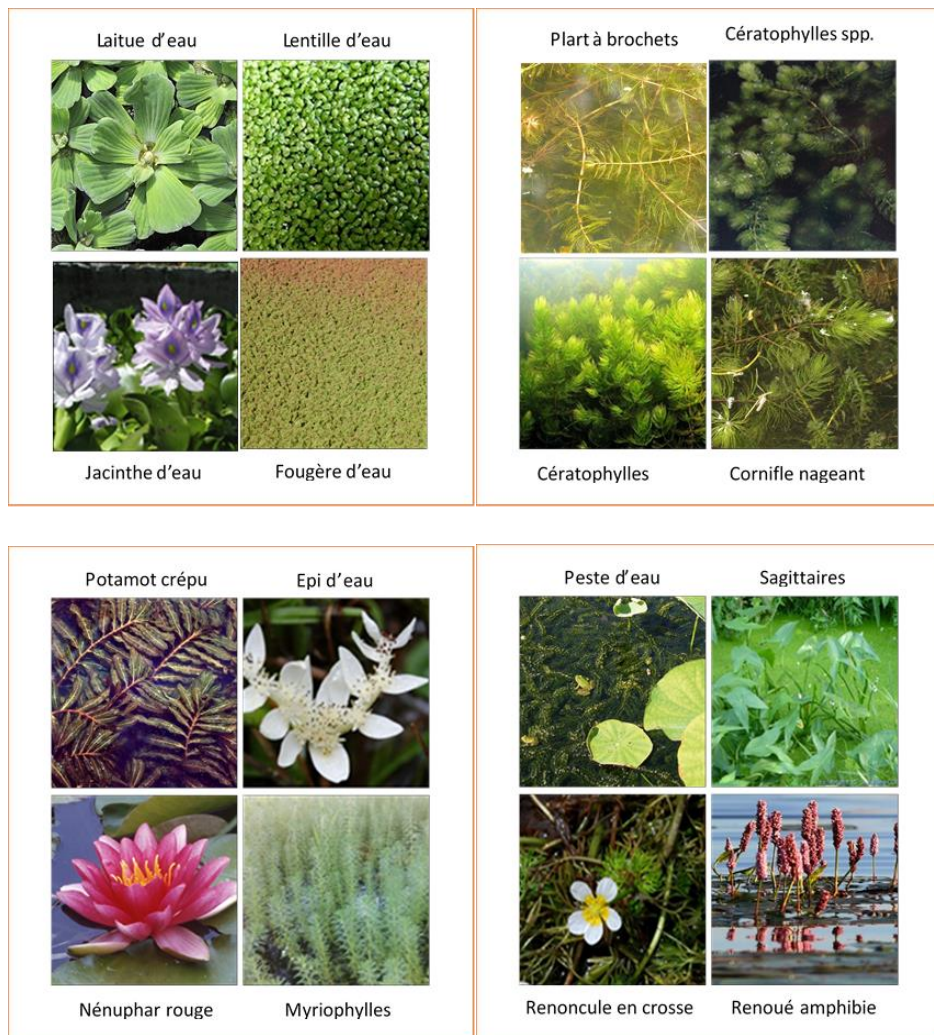 Laitue d'eau
Lentille d'eau
Jacinthe d'eau
Fougère d'eau
Plart à brochets
Cératophylles spp.
Cératophylles
Cornifle nageant
Potamot crépu
Epi d'eau
Nénuphar rouge
Myriophylles
Peste d'eau
Sagittaires
Renoncule en crosse
Renoué amphibie